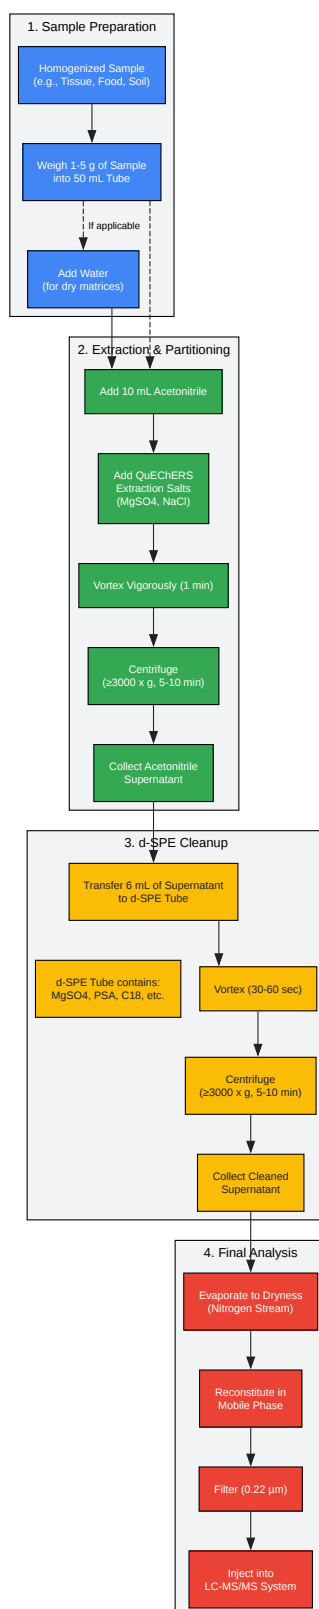 1. Sample Preparation
Homogenized Sample
(e.g., Tissue, Food, Soil)
Weigh 1-5 g of Sample
into 50 mL Tube
If applicable
Add Water
(for dry matrices)
2. Extraction & Partitioning
Add 10 mL Acetonitrile
Add QuEChERS
Extraction Salts
(MgSO4, NaCl)
Vortex Vigorously (1 min)
Centrifuge
(≥3000 x g, 5-10 min)
Collect Acetonitrile
Supernatant
3. d-SPE Cleanup
Transfer 6 mL of Supernatant
to d-SPE Tube
d-SPE Tube contains:
MgSO4, PSA, C18, etc.
Vortex (30-60 sec)
Centrifuge
(≥3000 x g, 5-10 min)
Collect Cleaned
Supernatant
4. Final Analysis
Evaporate to Dryness
(Nitrogen Stream)
Reconstitute in
Mobile Phase
Filter (0.22 µm)
Inject into
LC-MS/MS System